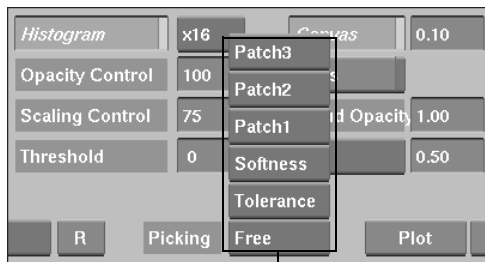 Histogram x16 Canvas 0.10
Patch3
Opacity Control 100 s
Patch2
Scaling Control 75 d Opacity 1.00
Patch1
Threshold 0 Softness 0.50
Tolerance
R Picking Free Plot